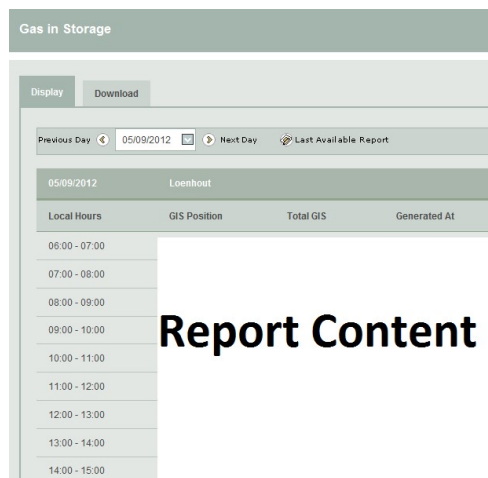 Gas in Storage
Display Download
Previous Day 05/09/2012 Next Day Last Available Report
05/09/2012 Loenhout
Local Hours GIS Position Total GIS Generated At
06:00 - 07:00
07:00 - 08:00
08:00 - 09:00
09:00 - 10:00
Report Content
10:00 - 11:00
11:00 - 12:00
12:00 - 13:00
13:00 - 14:00
14:00 - 15:00